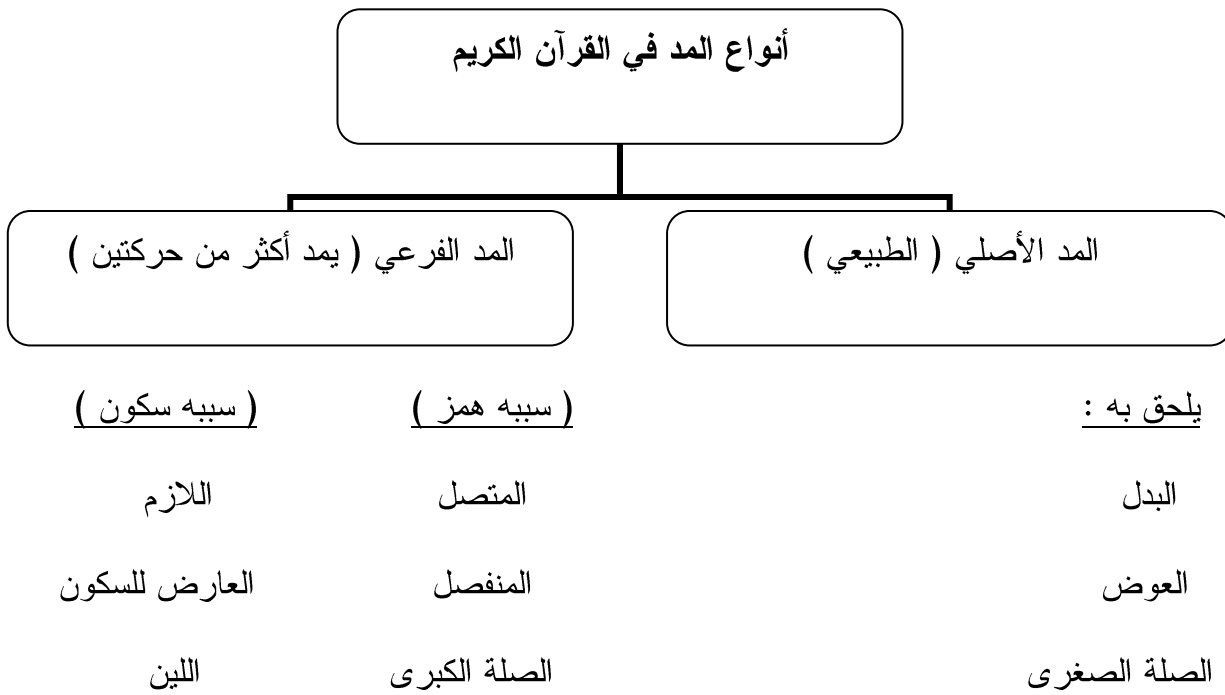 أنواع المد في القرآن الكريم
المد الأصلي ( الطبيعي )
المد الفرعي ( يمد أكثر من حركتين )
يلحق به :
( سببه همز )
( سببه سكون )
البدل
المتصل
اللازم
العوض
المنفصل
العارض للسكون
الصلة الصغرى
الصلة الكبرى
اللين